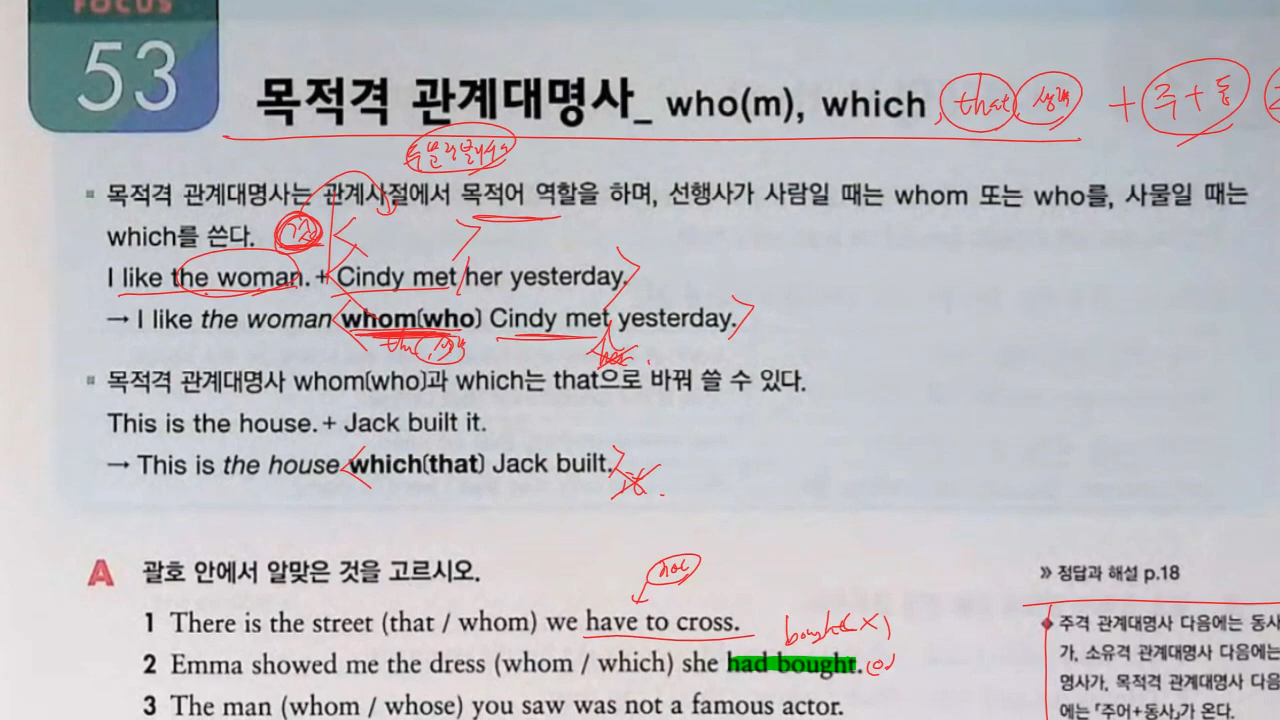 FOCUS
53
목적격 관계대명사_ who(m), which , that 생략 + 주+동
목적격 관계대명사는 관계사절에서 목적어 역할을 하며, 선행사가 사람일 때는 whom 또는 who를, 사물일 때는
which를 쓴다.
I like the woman. + Cindy met her yesterday.
→ I like the woman whom(who) Cindy met yesterday.
her.
목적격 관계대명사 whom(who)과 which는 that으로 바꿔 쓸 수 있다.
This is the house. + Jack built it.
→ This is the house which(that) Jack built.
it.
A 괄호 안에서 알맞은 것을 고르시오.
» 정답과 해설 p.18
1 There is the street (that / whom) we have to cross.
bought(X)
2 Emma showed me the dress (whom / which) she had bought. (o)
3 The man (whom / whose) you saw was not a famous actor.
주격 관계대명사 다음에는 동사
가, 소유격 관계대명사 다음에는
명사가, 목적격 관계대명사 다음
에는 「주어+동사」가 온다.